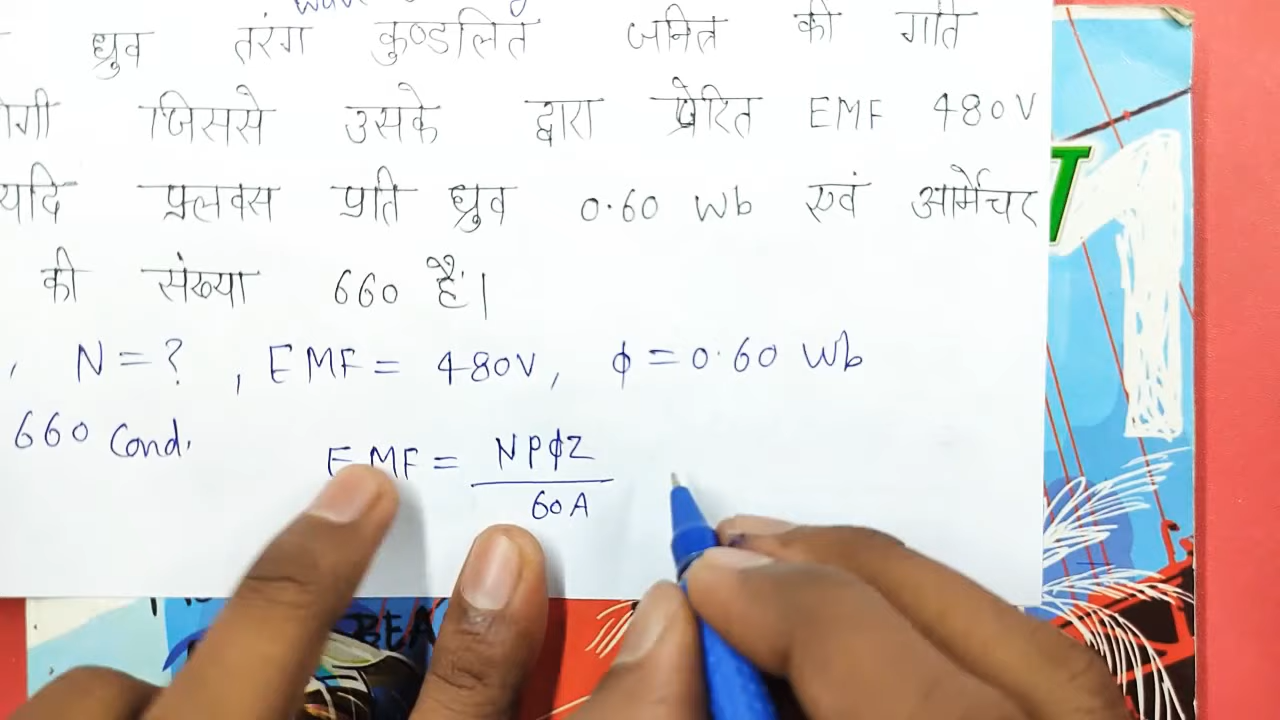 ध्रुव तरंग कुण्डलित जनित्र की गति
जिससे उसके द्वारा प्रेरित EMF 480V
यदि फ्लक्स प्रति ध्रुव 0.60 Wb एवं आर्मेचर
की संख्या 660 हैं।
, N = ? , EMF = 480V, φ = 0.60 Wb
660 Cond.
EMF = NPφZ
60A
BEA